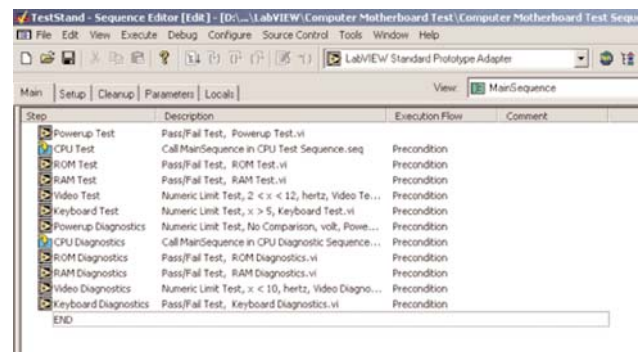 TestStand - Sequence Editor [Edit] - [D:\...\LabVIEW\Computer Motherboard Test\Computer Motherboard Test Sequ
File Edit View Execute Debug Configure Source Control Tools Window Help
LabVIEW Standard Prototype Adapter
Main Setup Cleanup Parameters Locals View: MainSequence
Step Description Execution Flow Comment
Powerup Test Pass/Fail Test, Powerup Test.vi
CPU Test Call MainSequence in CPU Test Sequence.seq Precondition
ROM Test Pass/Fail Test, ROM Test.vi Precondition
RAM Test Pass/Fail Test, RAM Test.vi Precondition
Video Test Numeric Limit Test, 2 < x < 12, hertz, Video Te... Precondition
Keyboard Test Numeric Limit Test, x > 5, Keyboard Test.vi Precondition
Powerup Diagnostics Numeric Limit Test, No Comparison, volt, Powe... Precondition
CPU Diagnostics Call MainSequence in CPU Diagnostic Sequence... Precondition
ROM Diagnostics Pass/Fail Test, ROM Diagnostics.vi Precondition
RAM Diagnostics Pass/Fail Test, RAM Diagnostics.vi Precondition
Video Diagnostics Numeric Limit Test, x < 10, hertz, Video Diagno... Precondition
Keyboard Diagnostics Pass/Fail Test, Keyboard Diagnostics.vi Precondition
END